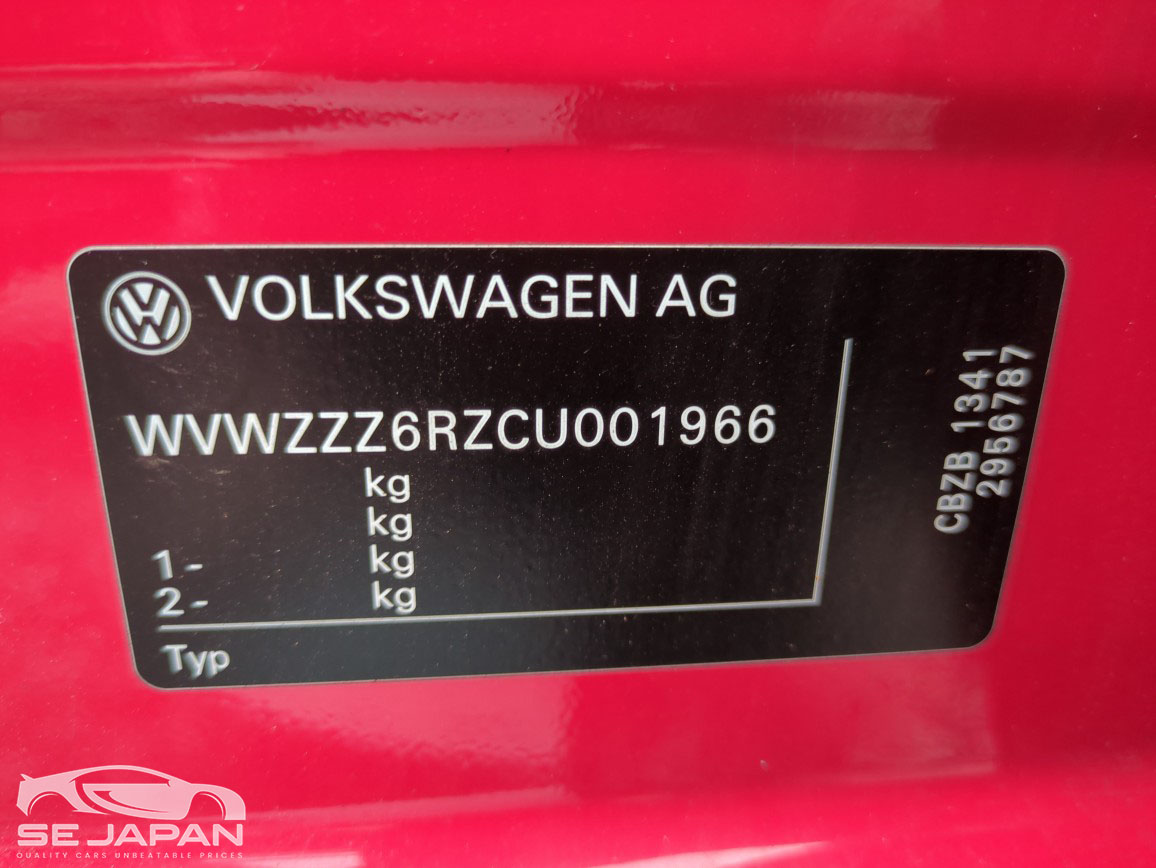 VOLKSWAGEN AG
WVWZZZ6RZCU001966
kg
kg
1- kg
2- kg
Typ
CBZB 1341
2956787
SE JAPAN
QUALITY CARS UNBEATABLE PRICES